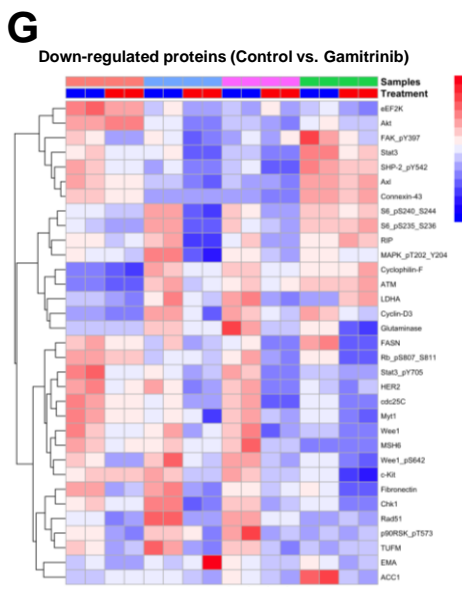 G
Down-regulated proteins (Control vs. Gamitrinib)
Samples
Treatment
eEF2K
Akt
FAK_pY397
Stat3
SHP-2_pY542
Axl
Connexin-43
S6_pS240_S244
S6_pS235_S236
RIP
MAPK_pT202_Y204
Cyclophilin-F
ATM
LDHA
Cyclin-D3
Glutaminase
FASN
Rb_pS807_S811
Stat3_pY705
HER2
cdc25C
Myt1
Wee1
MSH6
Wee1_pS642
c-Kit
Fibronectin
Chk1
Rad51
p90RSK_pT573
TUFM
EMA
ACC1